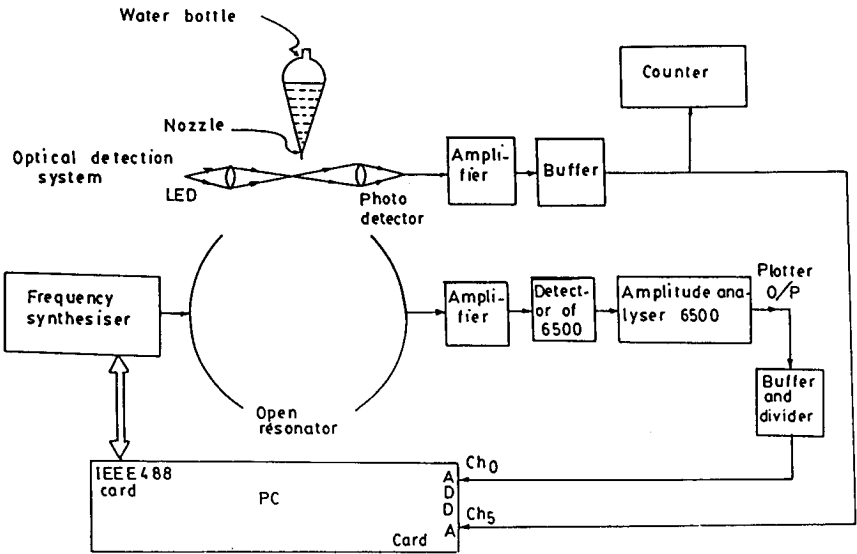 Water bottle
Nozzle
Optical detection
system
LED
Photo
detector
Ampli-
fier
Buffer
Counter
Frequency
synthesiser
Open
résonator
Ampli-
fier
Detect-
or of
6500
Amplitude ana-
lyser 6500
Plotter
O/P
Buffer
and
divider
IEEE488
card
PC
Card
A
D
D
A
Ch0
Ch5